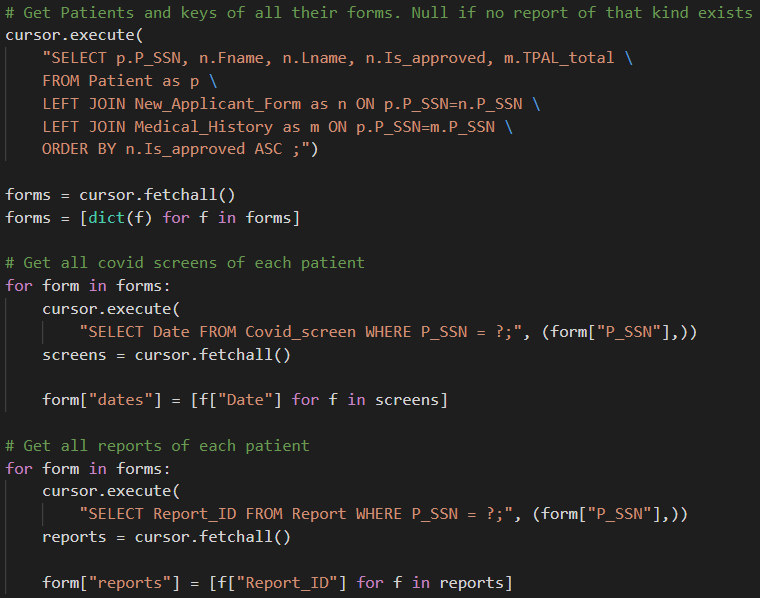 # Get Patients and keys of all their forms. Null if no report of that kind exists
cursor.execute(
"SELECT p.P_SSN, n.Fname, n.Lname, n.Is_approved, m.TPAL_total \
FROM Patient as p \
LEFT JOIN New_Applicant_Form as n ON p.P_SSN=n.P_SSN \
LEFT JOIN Medical_History as m ON p.P_SSN=m.P_SSN \
ORDER BY n.Is_approved ASC ;")
forms = cursor.fetchall()
forms = [dict(f) for f in forms]
# Get all covid screens of each patient
for form in forms:
cursor.execute(
"SELECT Date FROM Covid_screen WHERE P_SSN = ?;", (form["P_SSN"],))
screens = cursor.fetchall()
form["dates"] = [f["Date"] for f in screens]
# Get all reports of each patient
for form in forms:
cursor.execute(
"SELECT Report_ID FROM Report WHERE P_SSN = ?;", (form["P_SSN"],))
reports = cursor.fetchall()
form["reports"] = [f["Report_ID"] for f in reports]